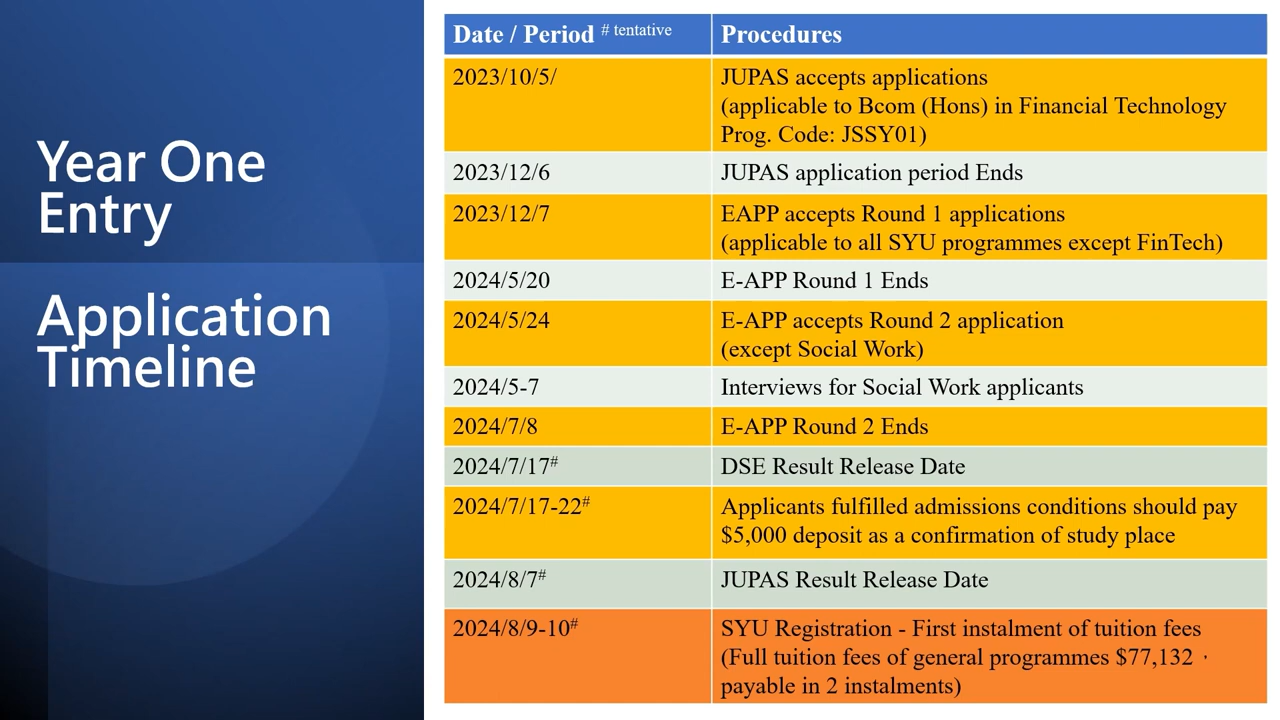 Year One
Entry
Application
Timeline
Date / Period # tentative
Procedures
2023/10/5/
JUPAS accepts applications
(applicable to Bcom (Hons) in Financial Technology
Prog. Code: JSSY01)
2023/12/6
JUPAS application period Ends
2023/12/7
EAPP accepts Round 1 applications
(applicable to all SYU programmes except FinTech)
2024/5/20
E-APP Round 1 Ends
2024/5/24
E-APP accepts Round 2 application
(except Social Work)
2024/5-7
Interviews for Social Work applicants
2024/7/8
E-APP Round 2 Ends
2024/7/17#
DSE Result Release Date
2024/7/17-22#
Applicants fulfilled admissions conditions should pay
$5,000 deposit as a confirmation of study place
2024/8/7#
JUPAS Result Release Date
2024/8/9-10#
SYU Registration - First instalment of tuition fees
(Full tuition fees of general programmes $77,132，
payable in 2 instalments)